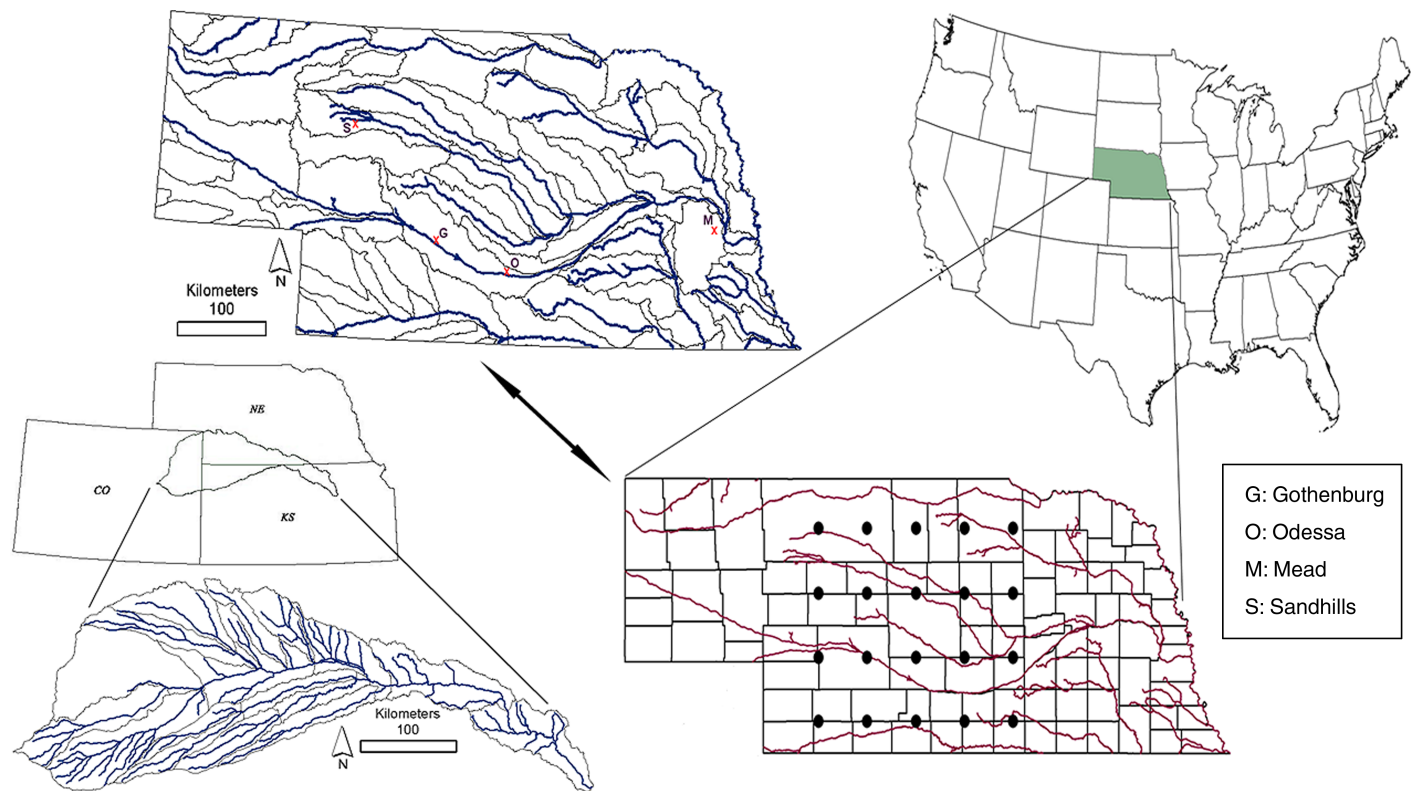 S
G
O
M
N
Kilometers
100
NE
CO
KS
Kilometers
100
N
G: Gothenburg
O: Odessa
M: Mead
S: Sandhills